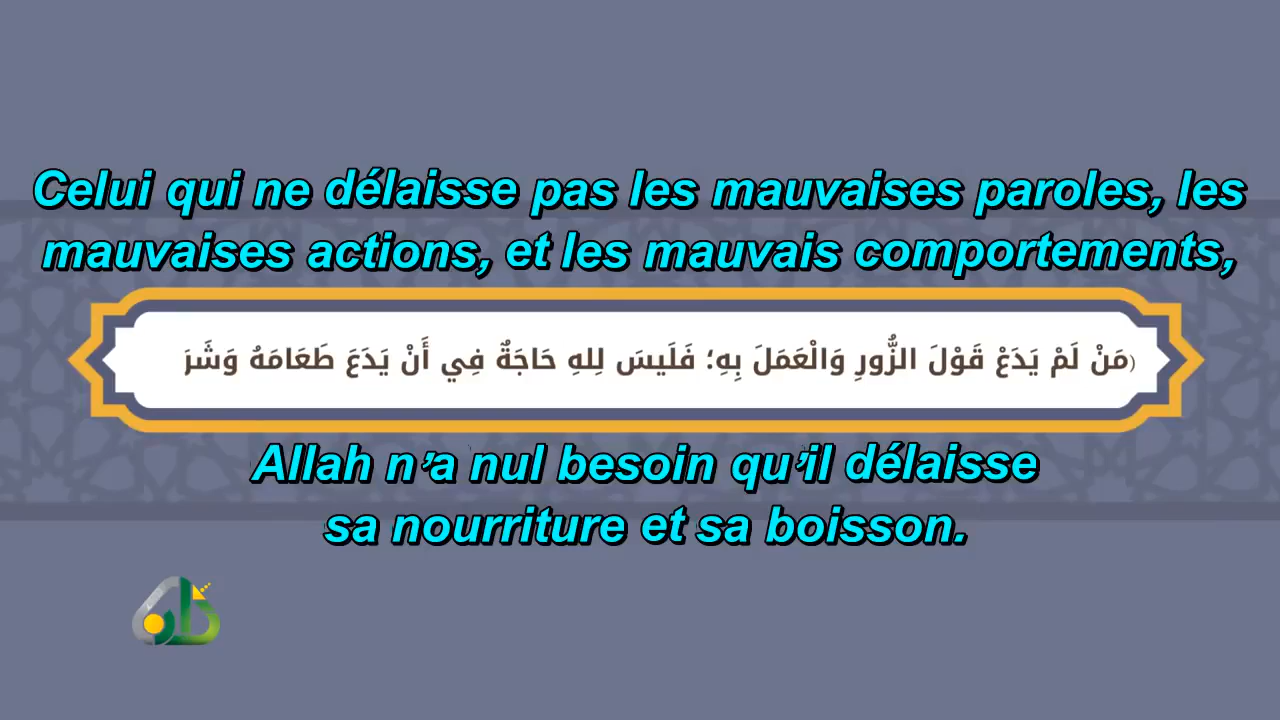 Celui qui ne délaisse pas les mauvaises paroles, les
mauvaises actions, et les mauvais comportements,
(مَنْ لَمْ يَدَعْ قَوْلَ الزُّورِ وَالْعَمَلَ بِهِ؛ فَلَيسَ لِلهِ حَاجَةٌ فِي أَنْ يَدَعَ طَعَامَهُ وَشَرَ
Allah n’a nul besoin qu’il délaisse
sa nourriture et sa boisson.